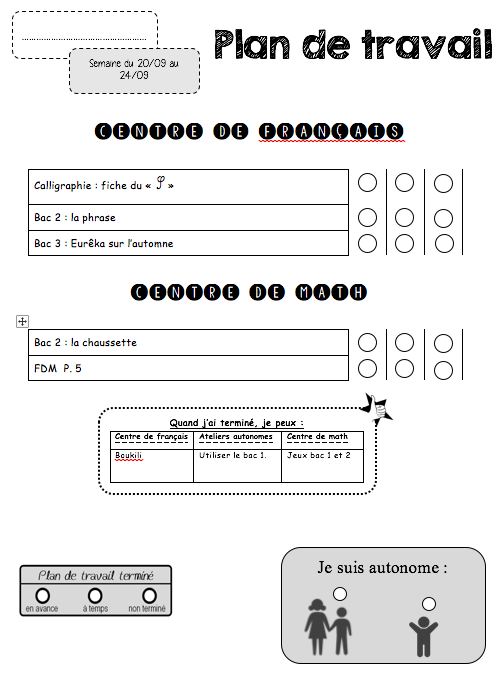 Plan de travail
..................................................
Semaine du 20/09 au
24/09
CENTRE DE FRANÇAIS
Calligraphie : fiche du « »
Bac 2 : la phrase
Bac 3 : Eurêka sur l'automne
CENTRE DE MATH
Bac 2 : la chaussette
FDM P. 5
Quand j'ai terminé, je peux :
Centre de français Ateliers autonomes Centre de math
Boukili Utiliser le bac 1. Jeux bac 1 et 2
Plan de travail terminé
en avance à temps non terminé
Je suis autonome :